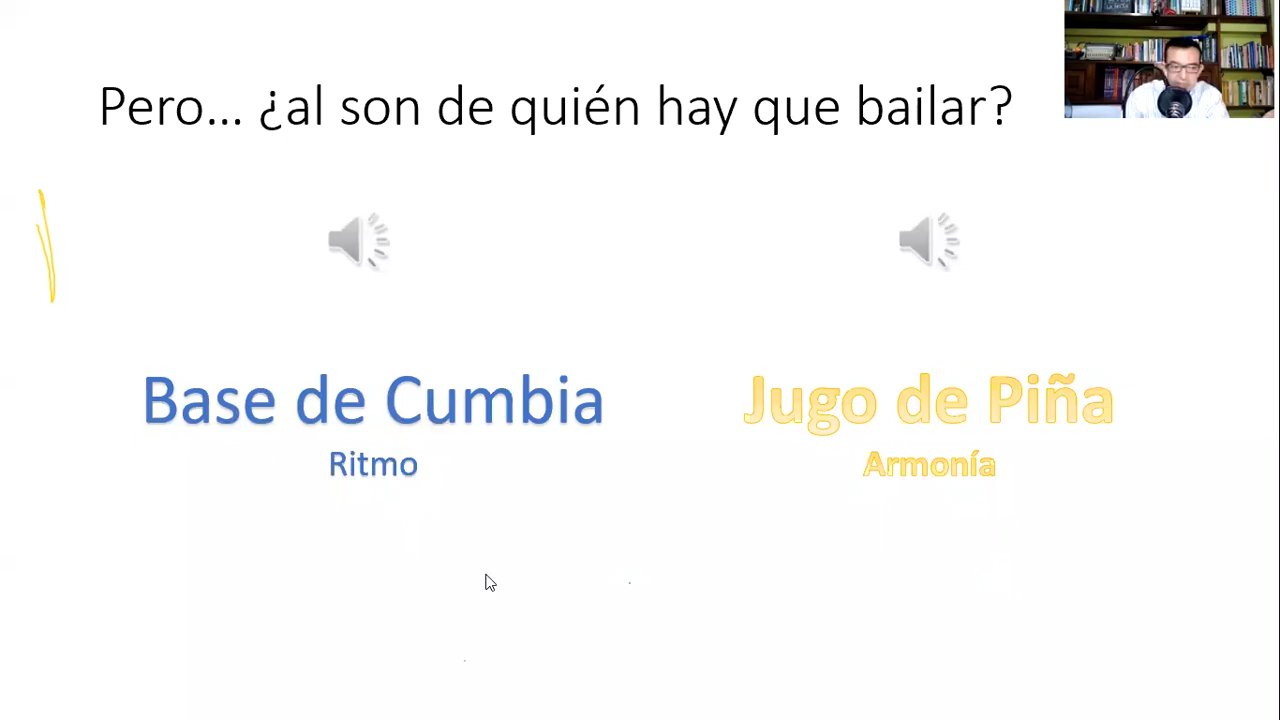 Pero... ¿al son de quién hay que bailar?
Base de Cumbia
Ritmo
Jugo de Piña
Armonía